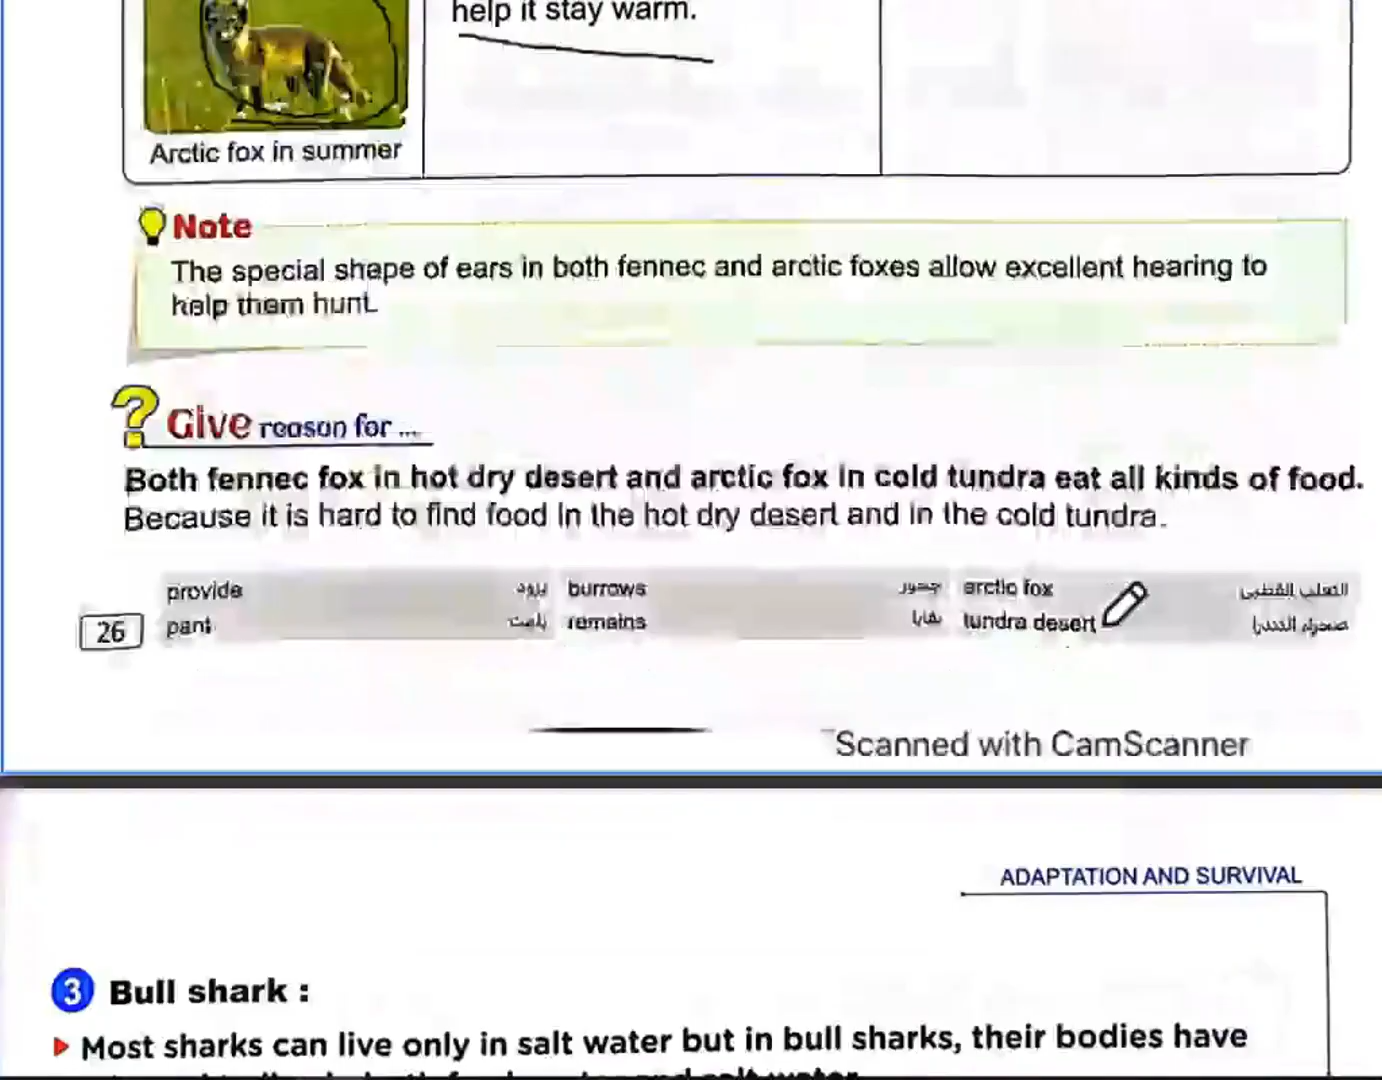 help it stay warm.
Arctic fox in summer
Note
The special shape of ears in both fennec and arctic foxes allow excellent hearing to
help them hunt.
? Give reason for ...
Both fennec fox in hot dry desert and arctic fox in cold tundra eat all kinds of food.
Because it is hard to find food in the hot dry desert and in the cold tundra.
provide يزود burrows جحور arctic fox الثعلب القطبى
26 pant يلهث remains بقايا tundra desert صحراء التندرا
Scanned with CamScanner
ADAPTATION AND SURVIVAL
3 Bull shark :
Most sharks can live only in salt water but in bull sharks, their bodies have